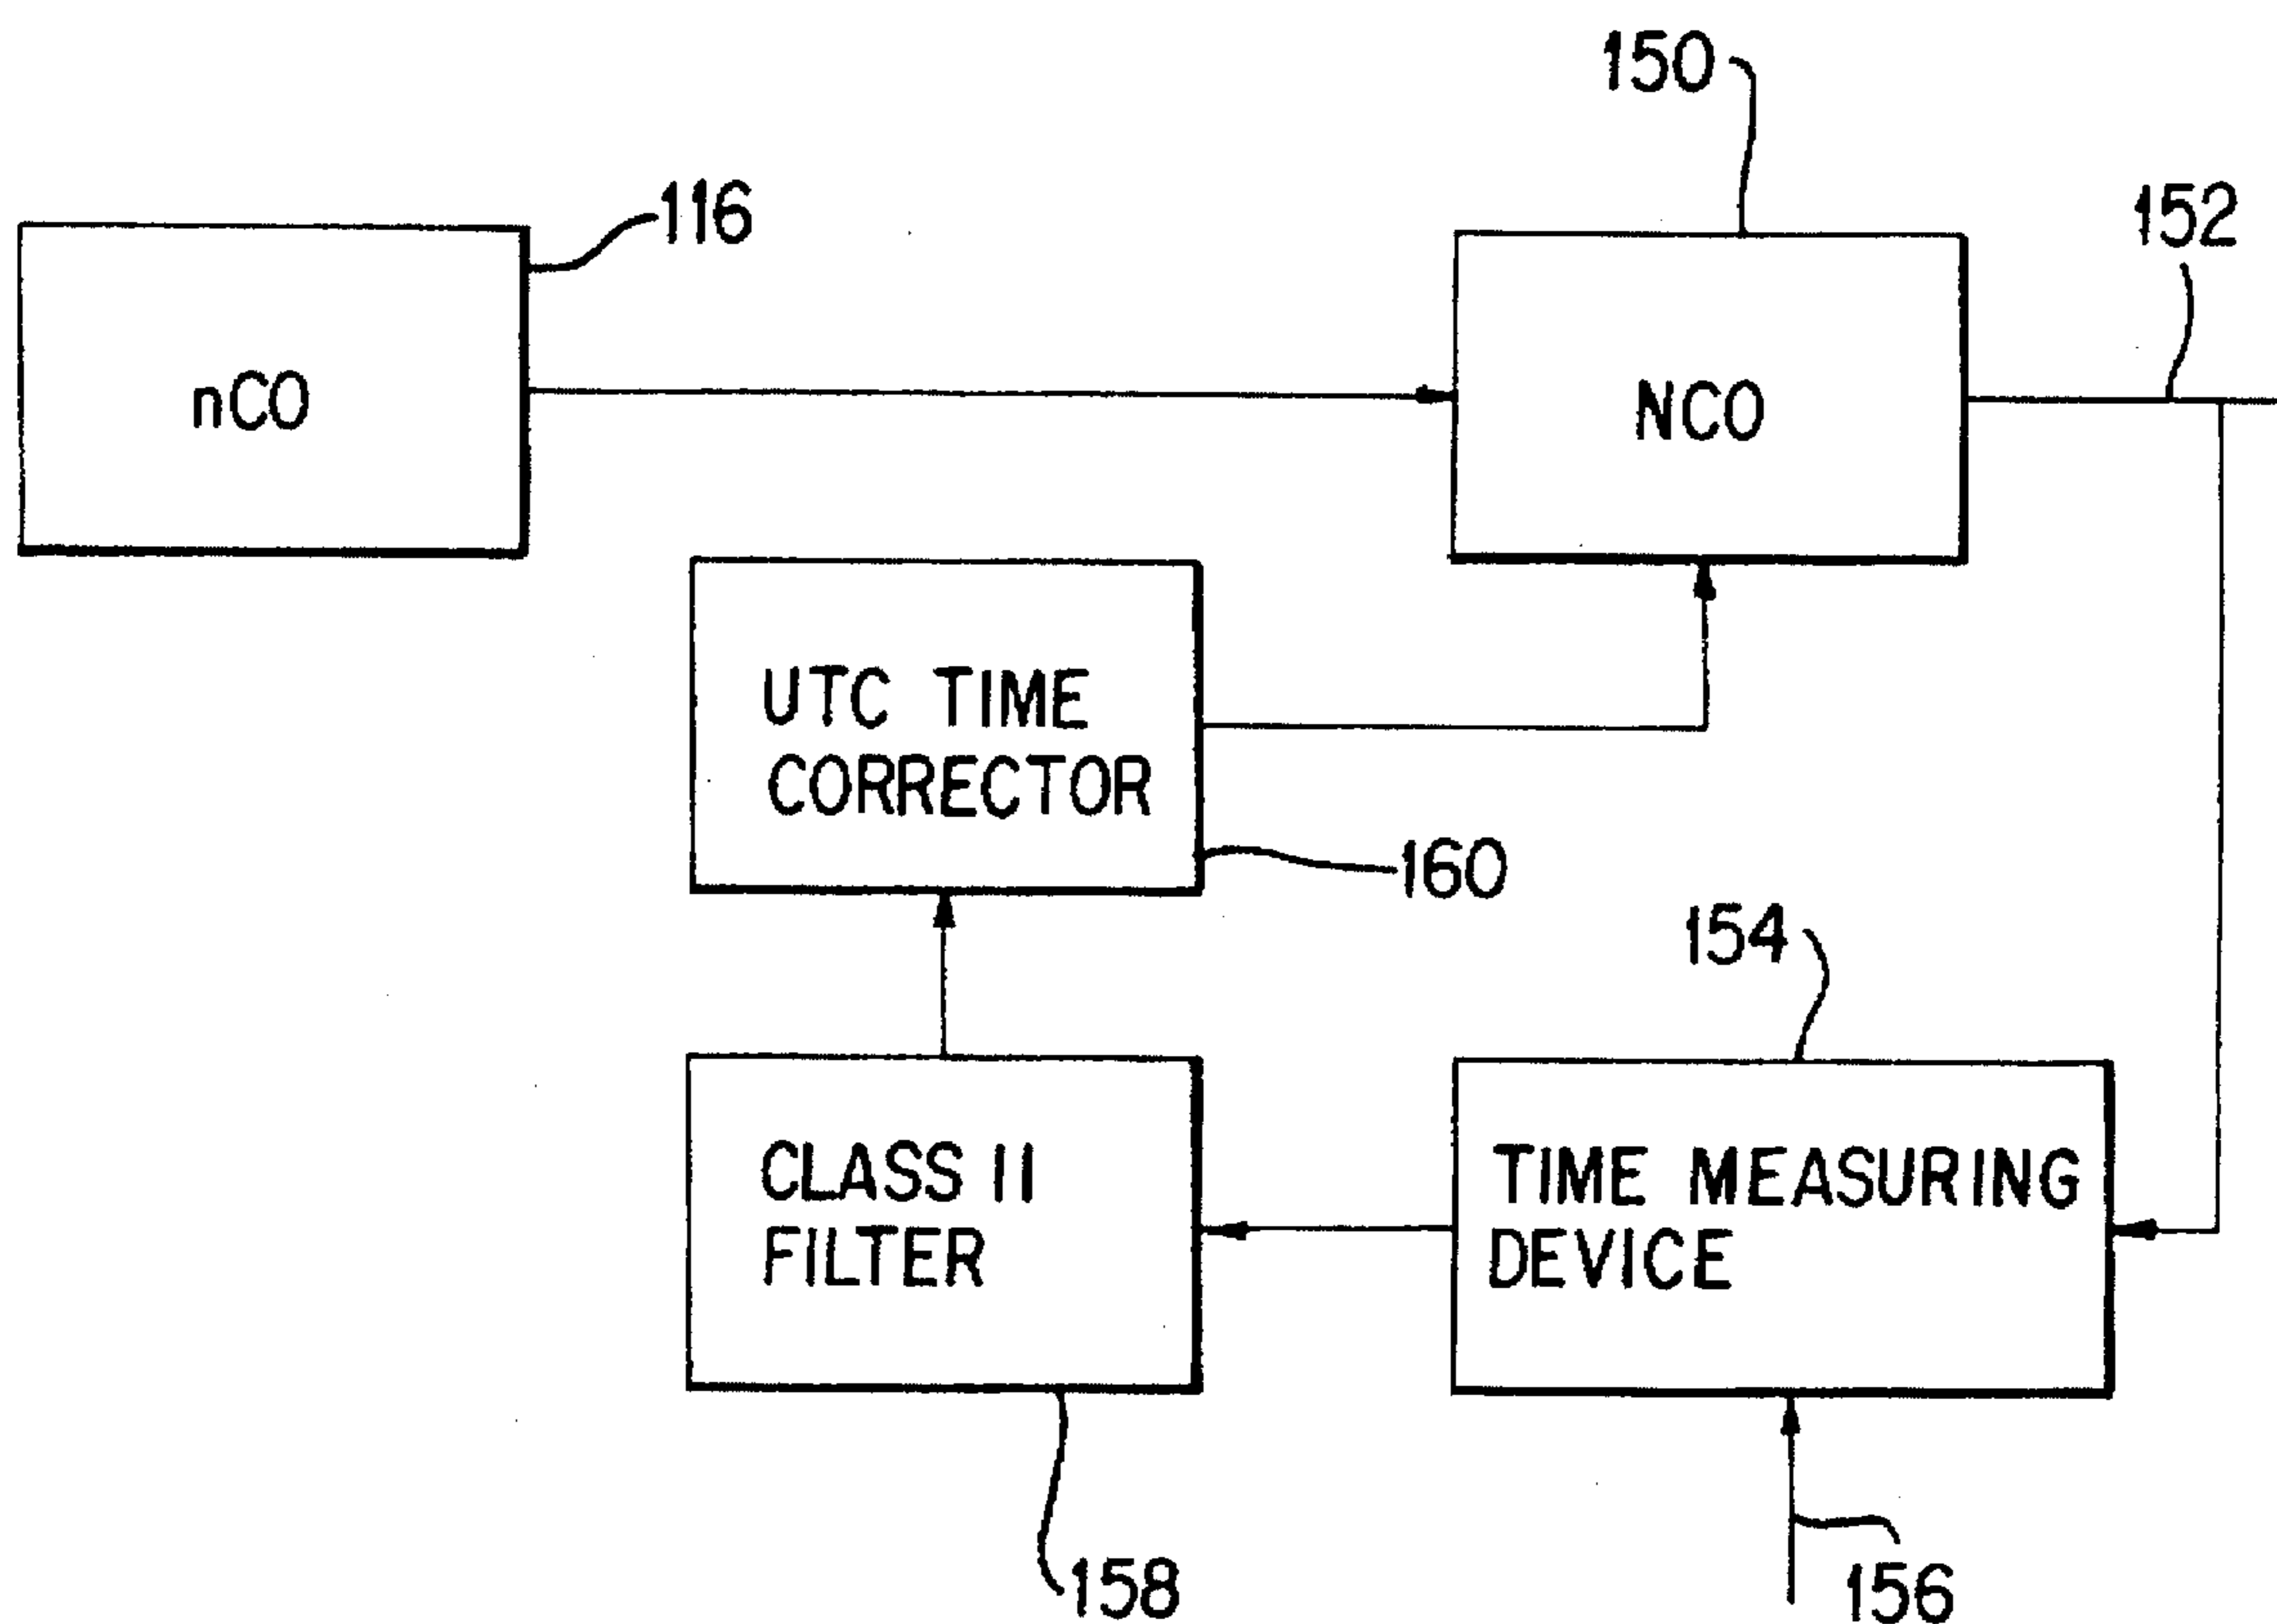 150
116
152
nCO
NCO
UTC TIME
CORRECTOR
160
154
CLASS II
FILTER
TIME MEASURING
DEVICE
158
156